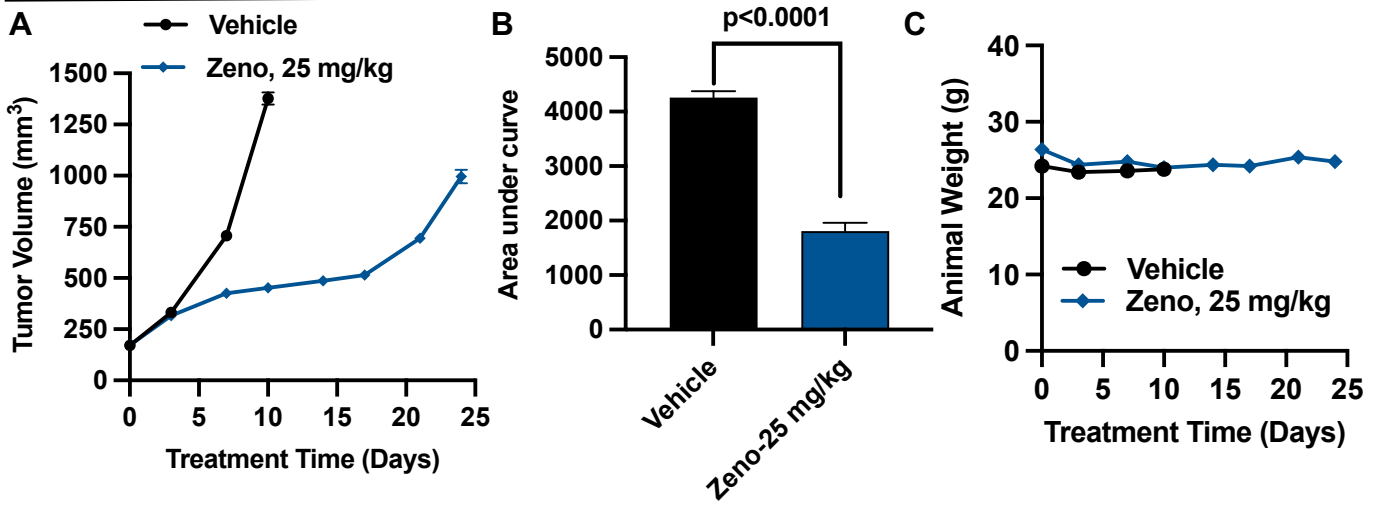 A
Vehicle
Zeno, 25 mg/kg
Tumor Volume (mm³)
1500
1250
1000
750
500
250
0
0 5 10 15 20 25
Treatment Time (Days)
B
p<0.0001
Area under curve
5000
4000
3000
2000
1000
0
Vehicle
Zeno-25 mg/kg
C
Animal Weight (g)
40
30
20
10
0
Vehicle
Zeno, 25 mg/kg
0 5 10 15 20 25
Treatment Time (Days)